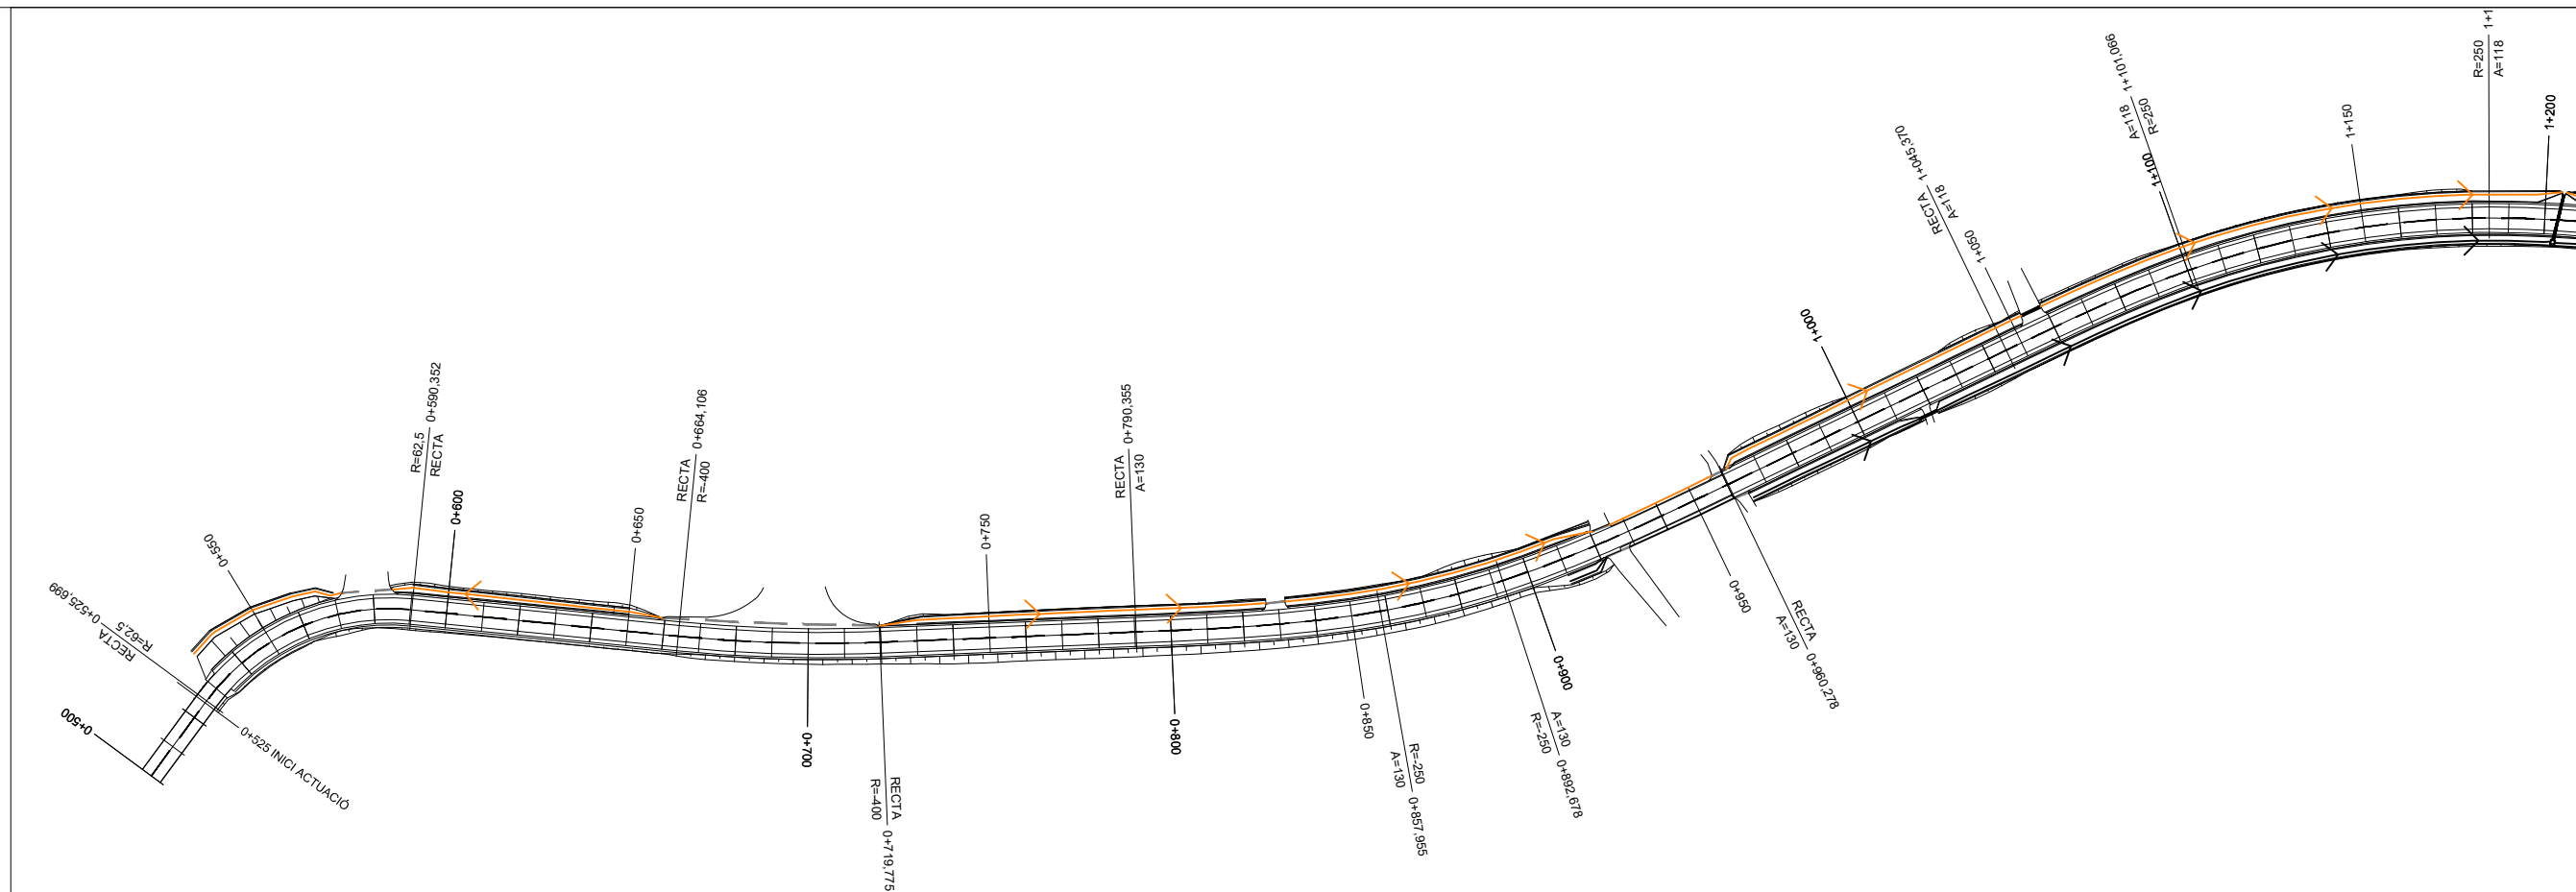 0+500
RECTA 0+525,699
R=62,5
0+525 INICI ACTUACIÓ
0+550
R=62,5 0+590,352
RECTA
0+600
0+650
RECTA 0+664,106
R=-400
0+700
RECTA 0+719,775
R=-400
0+750
RECTA 0+790,355
A=130
0+800
0+850
R=-250 0+857,955
A=130
A=130 0+892,678
R=-250
0+900
0+950
RECTA 0+960,278
A=130
1+000
RECTA 1+045,370
A=118
1+050
A=118 1+101,066
R=250
1+100
1+150
R=250 1+1
A=118
1+200